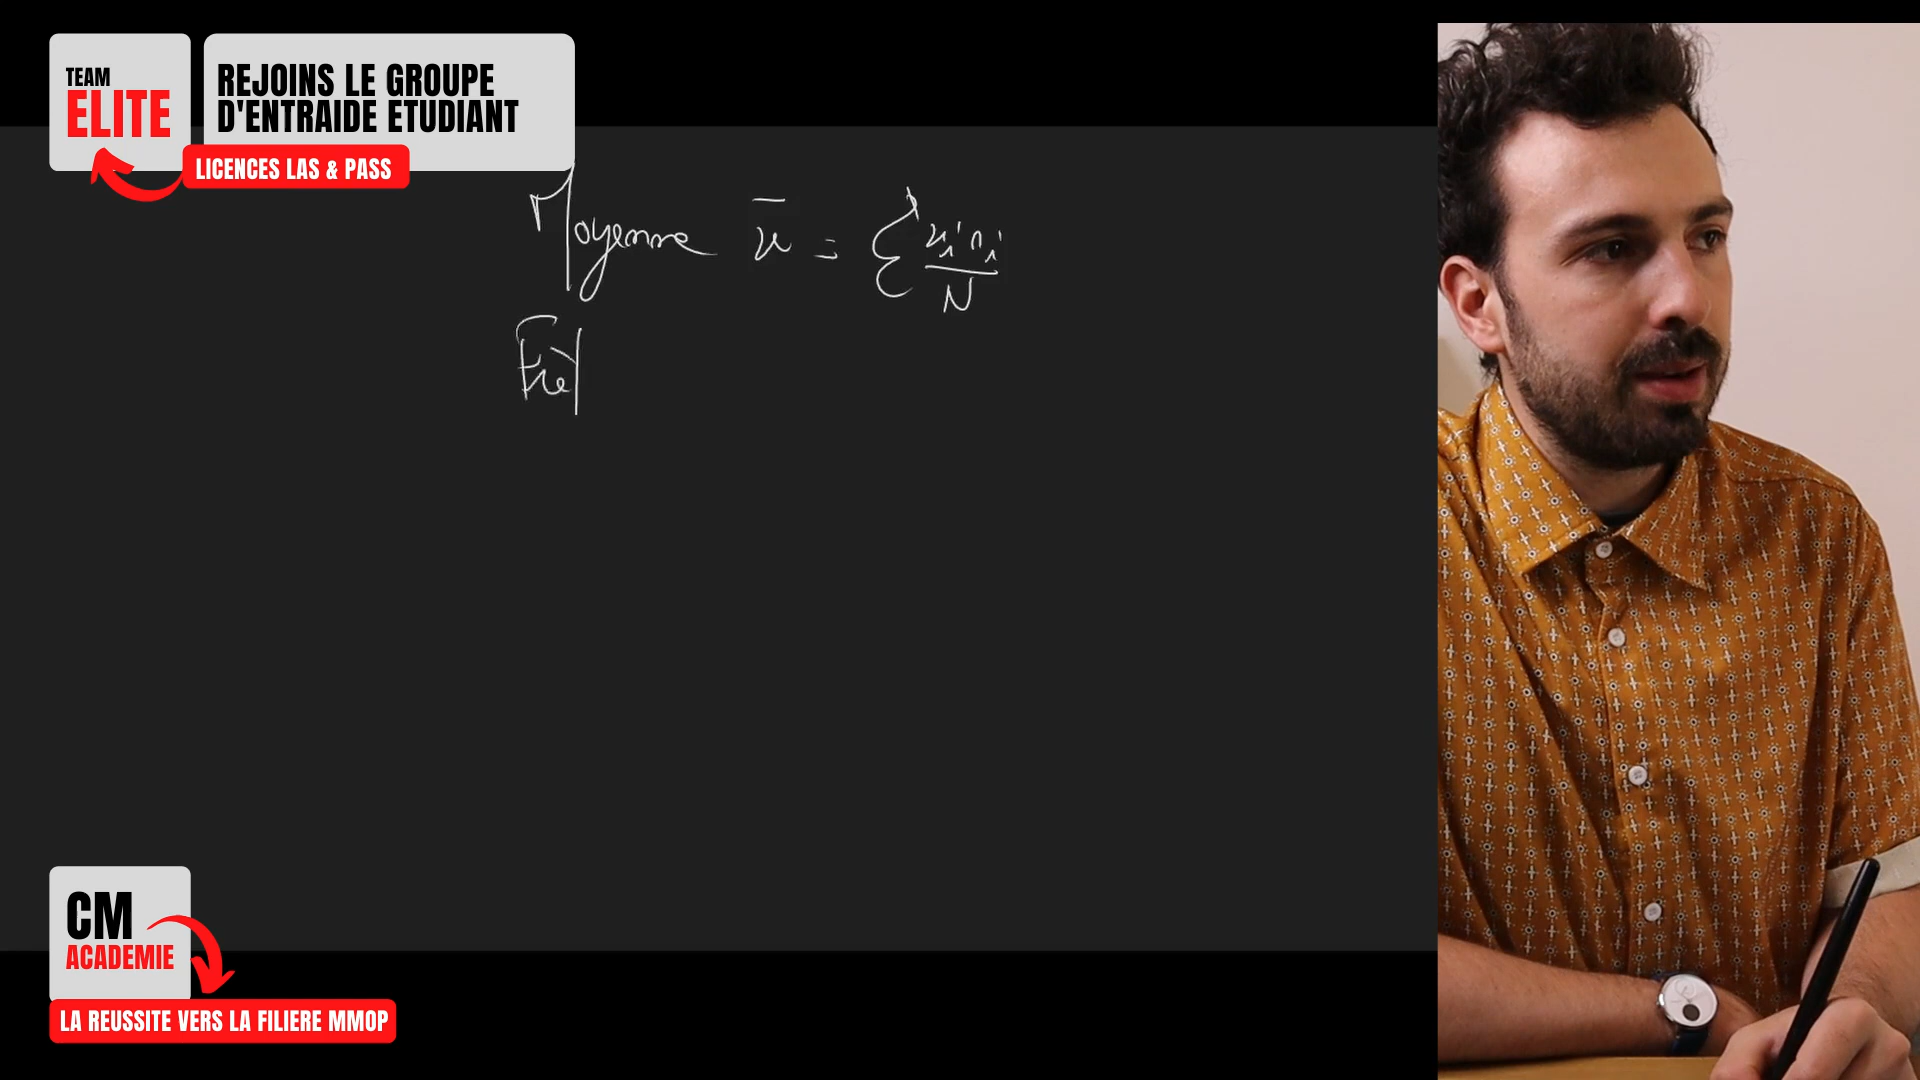 TEAM
ELITE
REJOINS LE GROUPE
D'ENTRAIDE ETUDIANT
LICENCES LAS & PASS
Moyenne x̄ = Σ xᵢnᵢ / N
Fréq
CM
ACADEMIE
LA REUSSITE VERS LA FILIERE MMOP